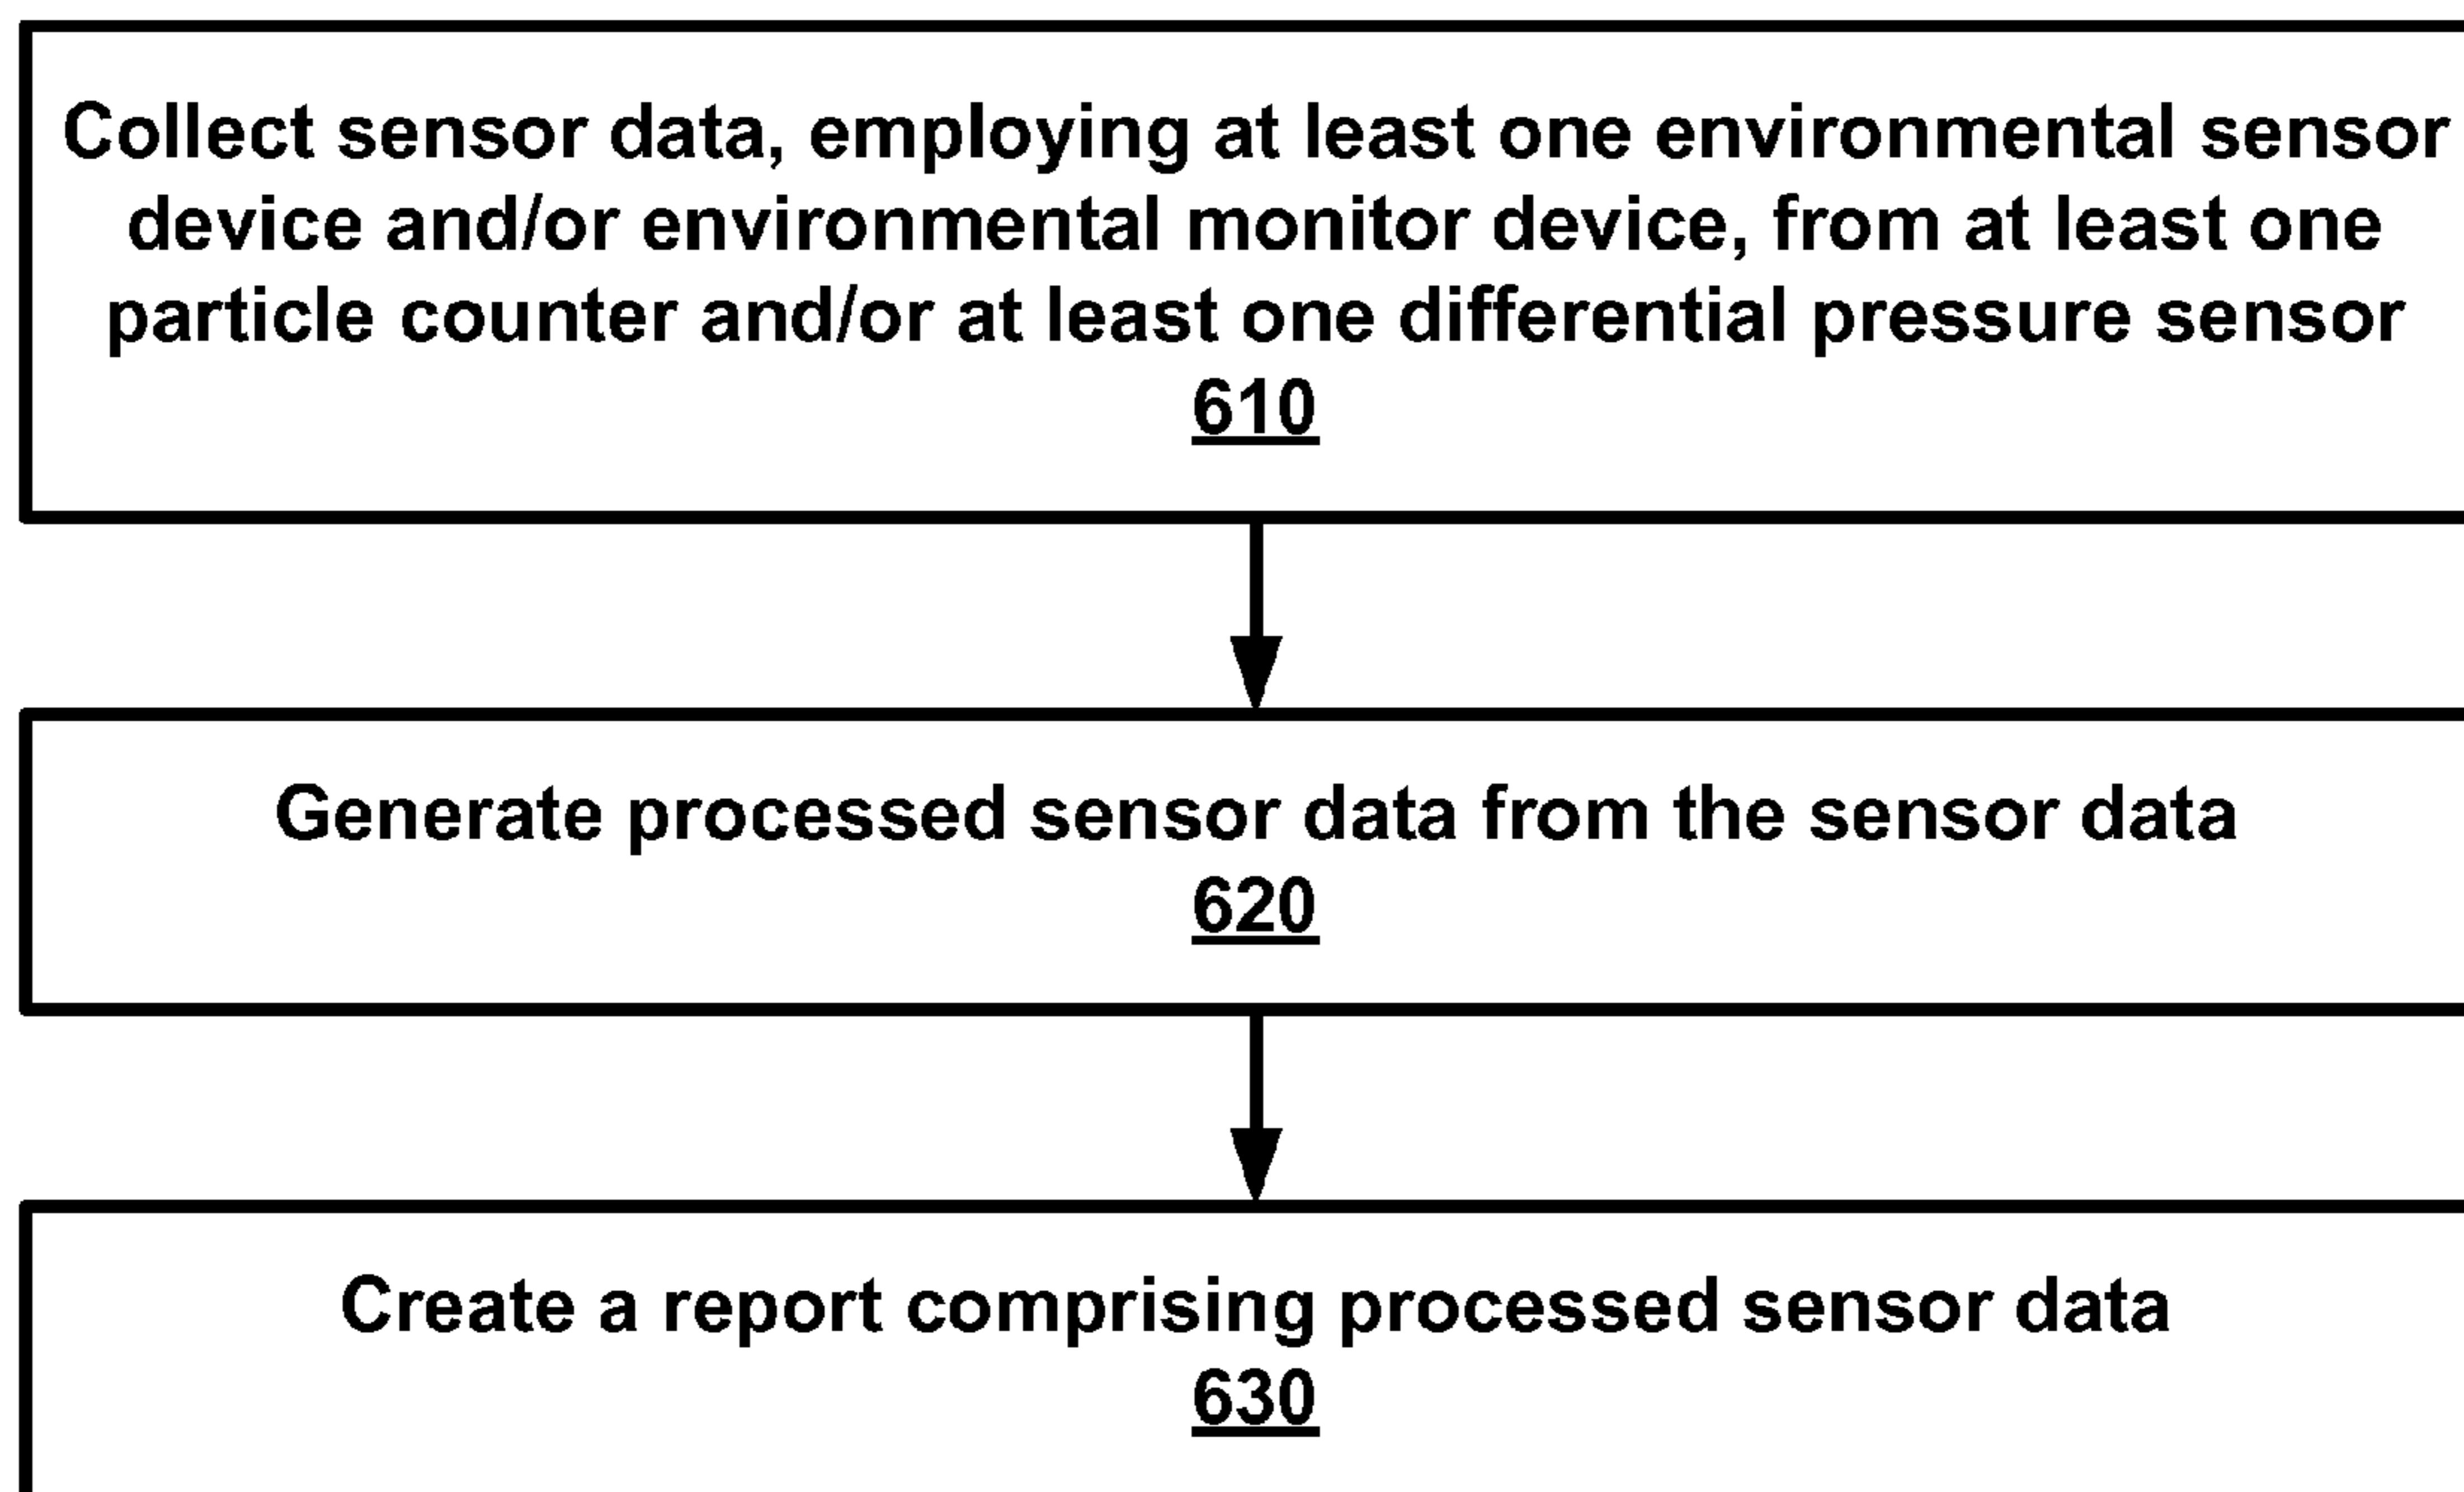 Collect sensor data, employing at least one environmental sensor
device and/or environmental monitor device, from at least one
particle counter and/or at least one differential pressure sensor
610
Generate processed sensor data from the sensor data
620
Create a report comprising processed sensor data
630